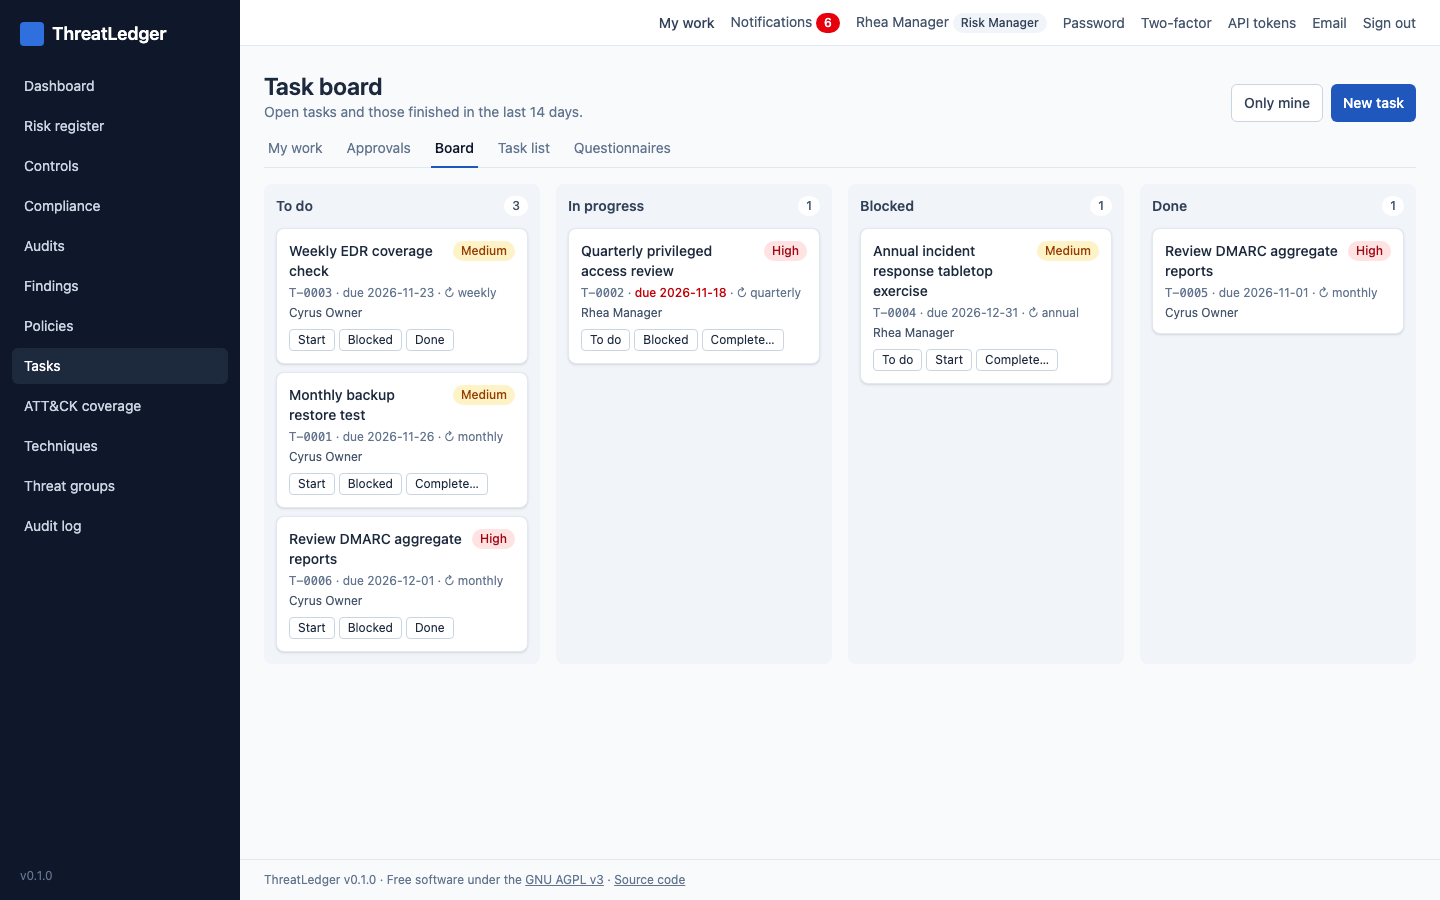 ThreatLedger
Dashboard
Risk register
Controls
Compliance
Audits
Findings
Policies
Tasks
ATT&CK coverage
Techniques
Threat groups
Audit log
v0.1.0
My work Notifications 6 Rhea Manager Risk Manager Password Two-factor API tokens Email Sign out
Task board
Open tasks and those finished in the last 14 days.
Only mine New task
My work Approvals Board Task list Questionnaires
To do 3
Weekly EDR coverage Medium
check
T-0003 · due 2026-11-23 · ↻ weekly
Cyrus Owner
Start Blocked Done
Monthly backup Medium
restore test
T-0001 · due 2026-11-26 · ↻ monthly
Cyrus Owner
Start Blocked Complete...
Review DMARC aggregate High
reports
T-0006 · due 2026-12-01 · ↻ monthly
Cyrus Owner
Start Blocked Done
In progress 1
Quarterly privileged High
access review
T-0002 · due 2026-11-18 · ↻ quarterly
Rhea Manager
To do Blocked Complete...
Blocked 1
Annual incident Medium
response tabletop
exercise
T-0004 · due 2026-12-31 · ↻ annual
Rhea Manager
To do Start Complete...
Done 1
Review DMARC aggregate High
reports
T-0005 · due 2026-11-01 · ↻ monthly
Cyrus Owner
ThreatLedger v0.1.0 · Free software under the GNU AGPL v3 · Source code